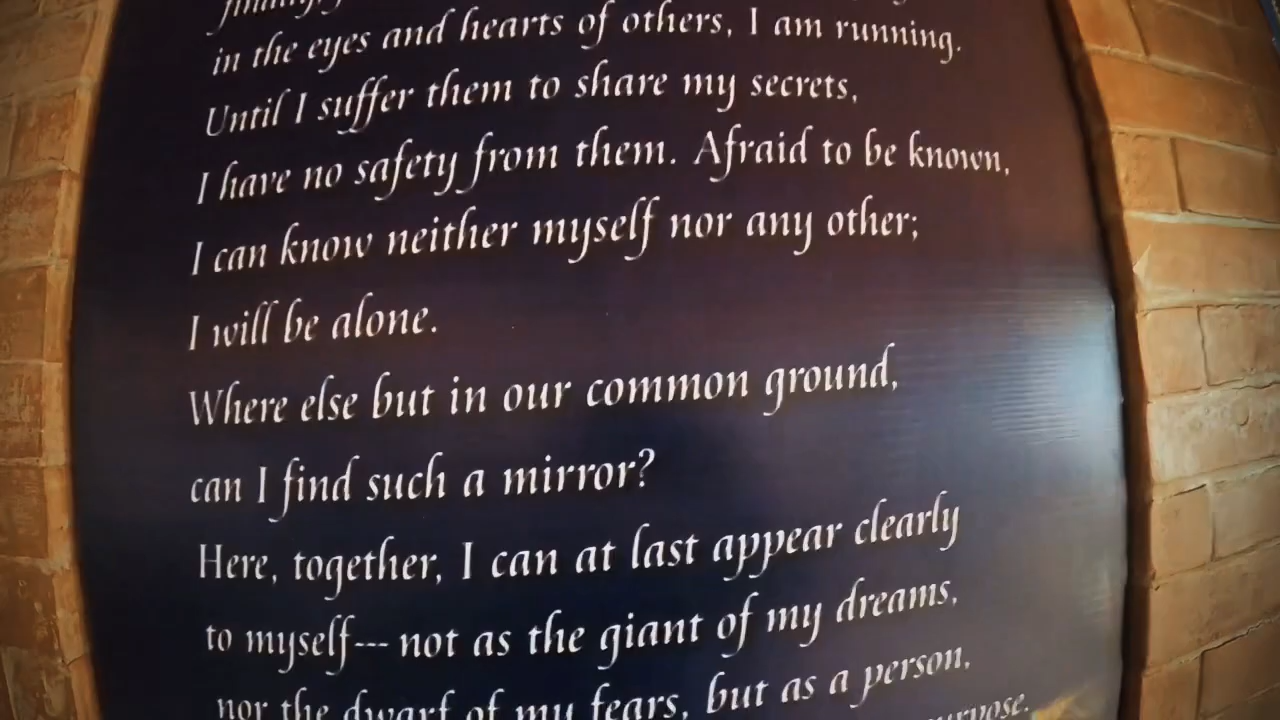 in the eyes and hearts of others, I am running.
Until I suffer them to share my secrets,
I have no safety from them. Afraid to be known,
I can know neither myself nor any other;
I will be alone.
Where else but in our common ground,
can I find such a mirror?
Here, together, I can at last appear clearly
to myself--- not as the giant of my dreams,
nor the dwarf of my fears, but as a person,